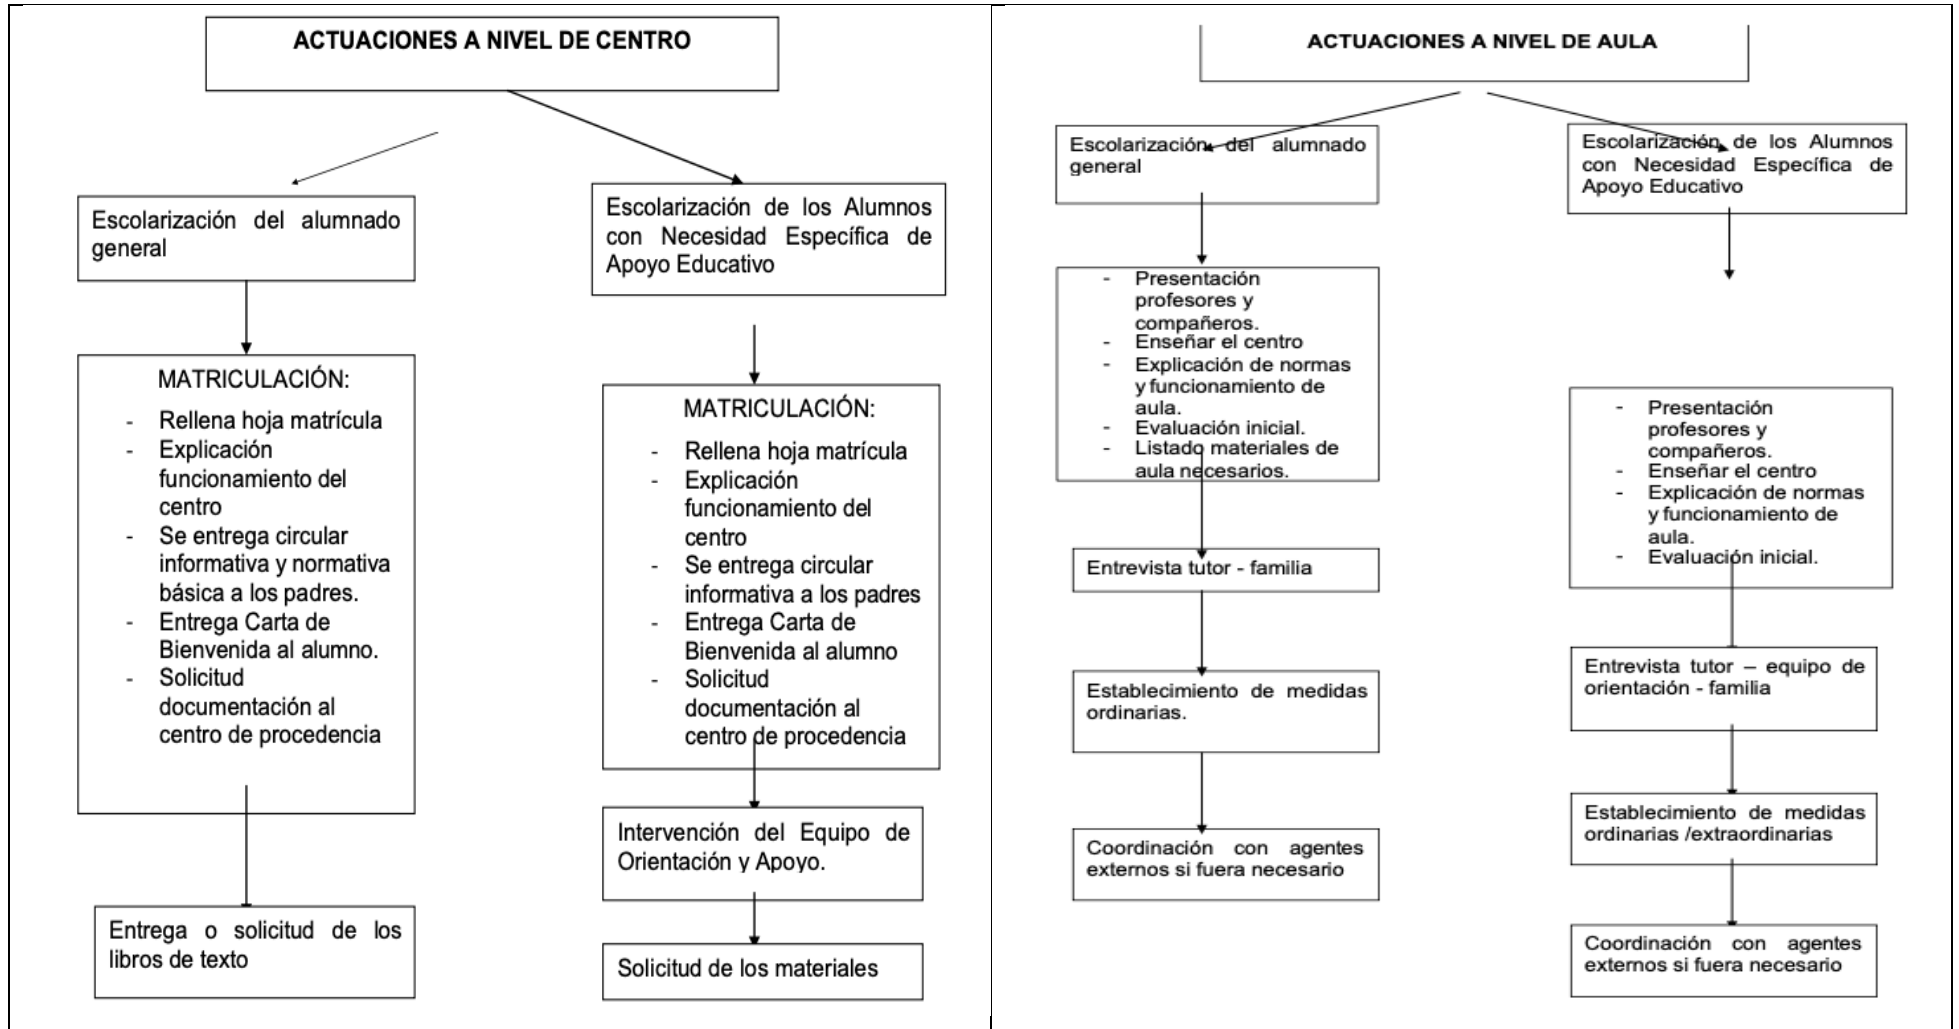 ACTUACIONES A NIVEL DE CENTRO
Escolarización del alumnado
general
MATRICULACIÓN:
- Rellena hoja matrícula
- Explicación
funcionamiento del
centro
- Se entrega circular
informativa y normativa
básica a los padres.
- Entrega Carta de
Bienvenida al alumno.
- Solicitud
documentación al
centro de procedencia
Entrega o solicitud de los
libros de texto
Escolarización de los Alumnos
con Necesidad Específica de
Apoyo Educativo
MATRICULACIÓN:
- Rellena hoja matrícula
- Explicación
funcionamiento del
centro
- Se entrega circular
informativa a los padres
- Entrega Carta de
Bienvenida al alumno
- Solicitud
documentación al
centro de procedencia
Intervención del Equipo de
Orientación y Apoyo.
Solicitud de los materiales
ACTUACIONES A NIVEL DE AULA
Escolarización del alumnado
general
- Presentación
profesores y
compañeros.
- Enseñar el centro
- Explicación de normas
y funcionamiento de
aula.
- Evaluación inicial.
- Listado materiales de
aula necesarios.
Entrevista tutor - familia
Establecimiento de medidas
ordinarias.
Coordinación con agentes
externos si fuera necesario
Escolarización de los Alumnos
con Necesidad Específica de
Apoyo Educativo
- Presentación
profesores y
compañeros.
- Enseñar el centro
- Explicación de normas
y funcionamiento de
aula.
- Evaluación inicial.
Entrevista tutor – equipo de
orientación - familia
Establecimiento de medidas
ordinarias /extraordinarias
Coordinación con agentes
externos si fuera necesario